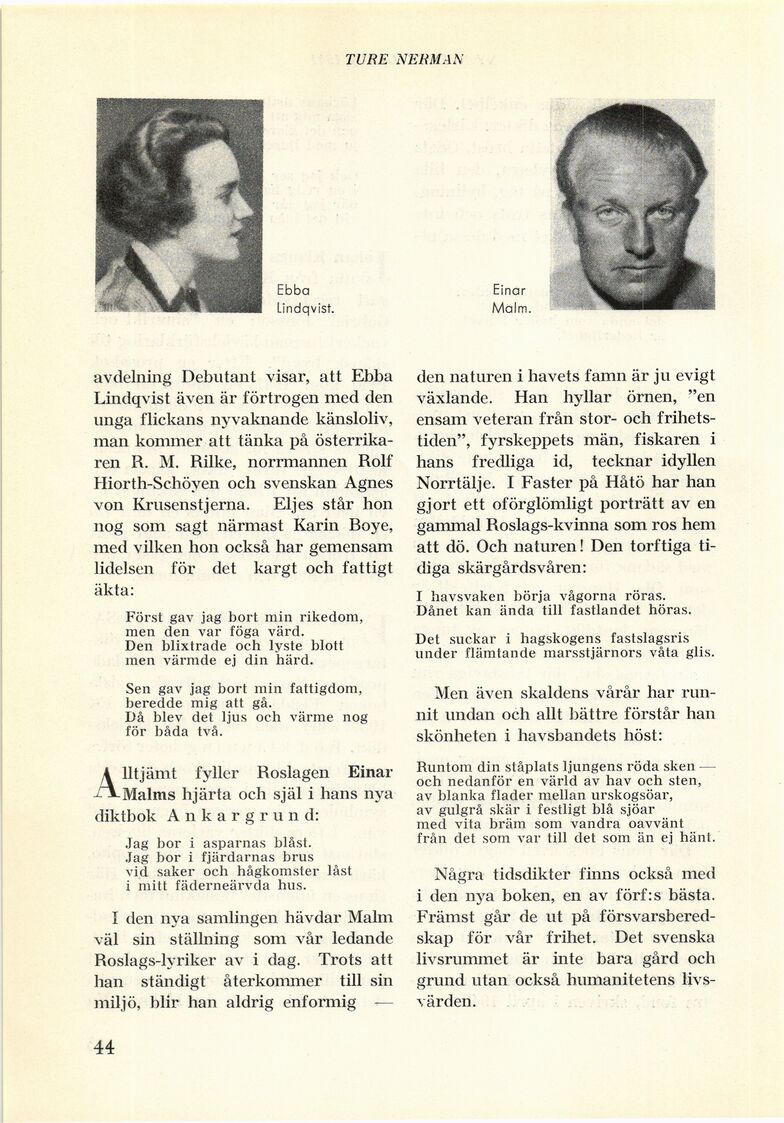 TURE NERMAN
Ebba
Lindqvist.
Einar
Malm.
avdelning Debutant visar, att Ebba
Lindqvist även är förtrogen med den
unga flickans nyvaknande känsloliv,
man kommer att tänka på österrika-
ren R. M. Rilke, norrmannen Rolf
Hiorth-Schöyen och svenskan Agnes
von Krusenstjerna. Eljes står hon
nog som sagt närmast Karin Boye,
med vilken hon också har gemensam
lidelsen för det kargt och fattigt
äkta:
Först gav jag bort min rikedom,
men den var föga värd.
Den blixtrade och lyste blott
men värmde ej din härd.
Sen gav jag bort min fattigdom,
beredde mig att gå.
Då blev det ljus och värme nog
för båda två.
Alltjämt fyller Roslagen Einar
Malms hjärta och själ i hans nya
diktbok Ankargrund:
Jag bor i asparnas blåst.
Jag bor i fjärdarnas brus
vid saker och hågkomster låst
i mitt fäderneärvda hus.
I den nya samlingen hävdar Malm
väl sin ställning som vår ledande
Roslags-lyriker av i dag. Trots att
han ständigt återkommer till sin
miljö, blir han aldrig enformig —
den naturen i havets famn är ju evigt
växlande. Han hyllar örnen, ”en
ensam veteran från stor- och frihets-
tiden”, fyrskeppets män, fiskaren i
hans fredliga id, tecknar idyllen
Norrtälje. I Faster på Håtö har han
gjort ett oförglömligt porträtt av en
gammal Roslags-kvinna som ros hem
att dö. Och naturen! Den torftiga ti-
diga skärgårdsvåren:
I havsvaken börja vågorna röras.
Dånet kan ända till fastlandet höras.
Det suckar i hagskogens fastslagsris
under flämtande marsstjärnors våta glis.
Men även skaldens vårår har run-
nit undan och allt bättre förstår han
skönheten i havsbandets höst:
Runtom din ståplats ljungens röda sken —
och nedanför en värld av hav och sten,
av blanka flader mellan urskogsöar,
av gulgrå skär i festligt blå sjöar
med vita bräm som vandra oavvänt
från det som var till det som än ej hänt.
Några tidsdikter finns också med
i den nya boken, en av förf:s bästa.
Främst går de ut på försvarsbered-
skap för vår frihet. Det svenska
livsrummet är inte bara gård och
grund utan också humanitetens livs-
värden.
44